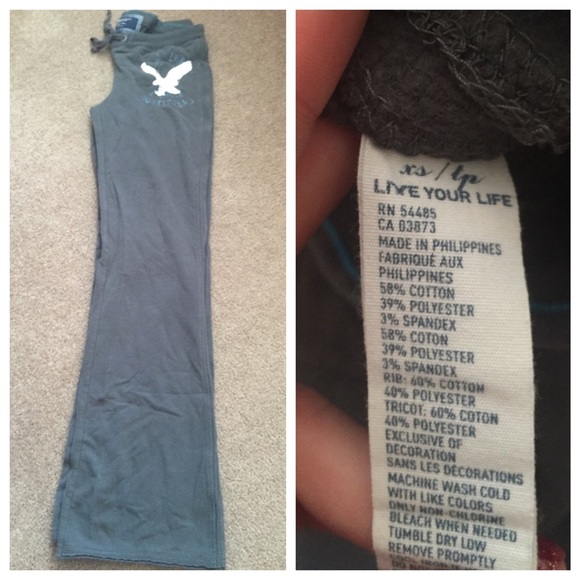 xs/tp
LIVE YOUR LIFE
RN 54485
CA 03873
MADE IN PHILIPPINES
FABRIQUÉ AUX
PHILIPPINES
58% COTTON
39% POLYESTER
3% SPANDEX
58% COTON
39% POLYESTER
3% SPANDEX
RIB: 60% COTTON
40% POLYESTER
TRICOT: 60% COTON
40% POLYESTER
EXCLUSIVE OF
DECORATION
SANS LES DÉCORATIONS
MACHINE WASH COLD
WITH LIKE COLORS
ONLY NON-CHLORINE
BLEACH WHEN NEEDED
TUMBLE DRY LOW
REMOVE PROMPTLY